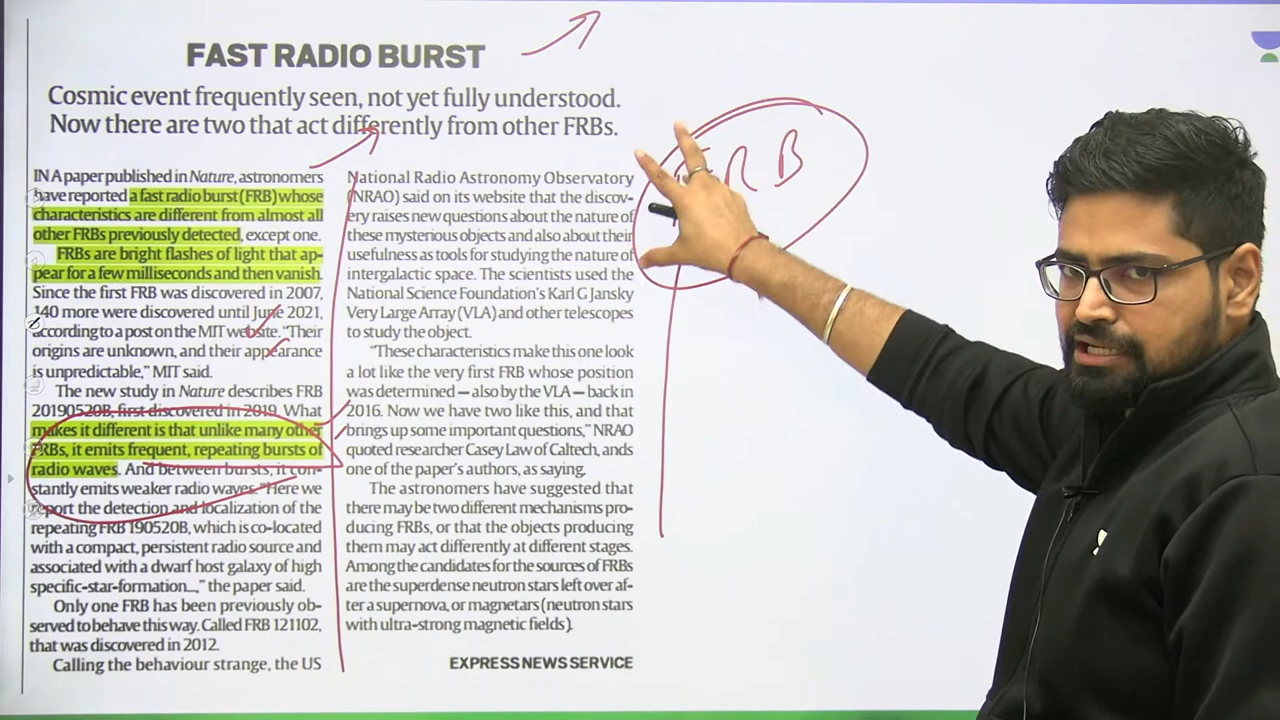 FAST RADIO BURST
Cosmic event frequently seen, not yet fully understood.
Now there are two that act differently from other FRBs.
IN A paper published in Nature, astronomers
have reported a fast radio burst (FRB) whose
characteristics are different from almost all
other FRBs previously detected, except one.
FRBs are bright flashes of light that ap-
pear for a few milliseconds and then vanish.
Since the first FRB was discovered in 2007,
140 more were discovered until June 2021,
according to a post on the MIT website. “Their
origins are unknown, and their appearance
is unpredictable,” MIT said.
The new study in Nature describes FRB
20190520B, first discovered in 2019. What
makes it different is that unlike many other
FRBs, it emits frequent, repeating bursts of
radio waves. And between bursts, it con-
stantly emits weaker radio waves. “Here we
report the detection and localization of the
repeating FRB 190520B, which is co-located
with a compact, persistent radio source and
associated with a dwarf host galaxy of high
specific-star-formation...,” the paper said.
Only one FRB has been previously ob-
served to behave this way. Called FRB 121102,
that was discovered in 2012.
Calling the behaviour strange, the US
National Radio Astronomy Observatory
(NRAO) said on its website that the discov-
ery raises new questions about the nature of
these mysterious objects and also about their
usefulness as tools for studying the nature of
intergalactic space. The scientists used the
National Science Foundation's Karl G Jansky
Very Large Array (VLA) and other telescopes
to study the object.
“These characteristics make this one look
a lot like the very first FRB whose position
was determined — also by the VLA — back in
2016. Now we have two like this, and that
brings up some important questions,” NRAO
quoted researcher Casey Law of Caltech, ands
one of the paper's authors, as saying.
The astronomers have suggested that
there may be two different mechanisms pro-
ducing FRBs, or that the objects producing
them may act differently at different stages.
Among the candidates for the sources of FRBs
are the superdense neutron stars left over af-
ter a supernova, or magnetars (neutron stars
with ultra-strong magnetic fields).
EXPRESS NEWS SERVICE
FRB